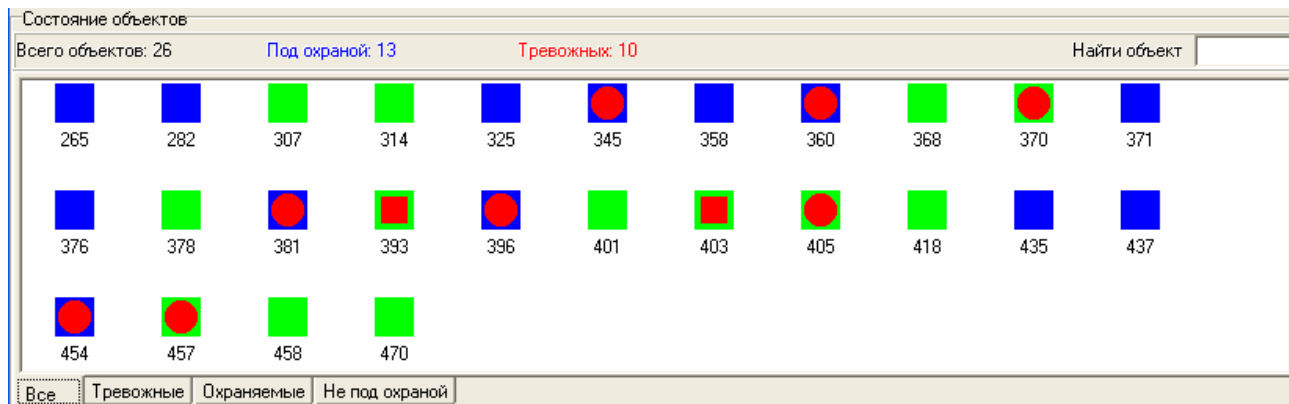 Состояние объектов
Всего объектов: 26 Под охраной: 13 Тревожных: 10 Найти объект
265 282 307 314 325 345 358 360 368 370 371
376 378 381 393 396 401 403 405 418 435 437
454 457 458 470
Все Тревожные Охраняемые Не под охраной